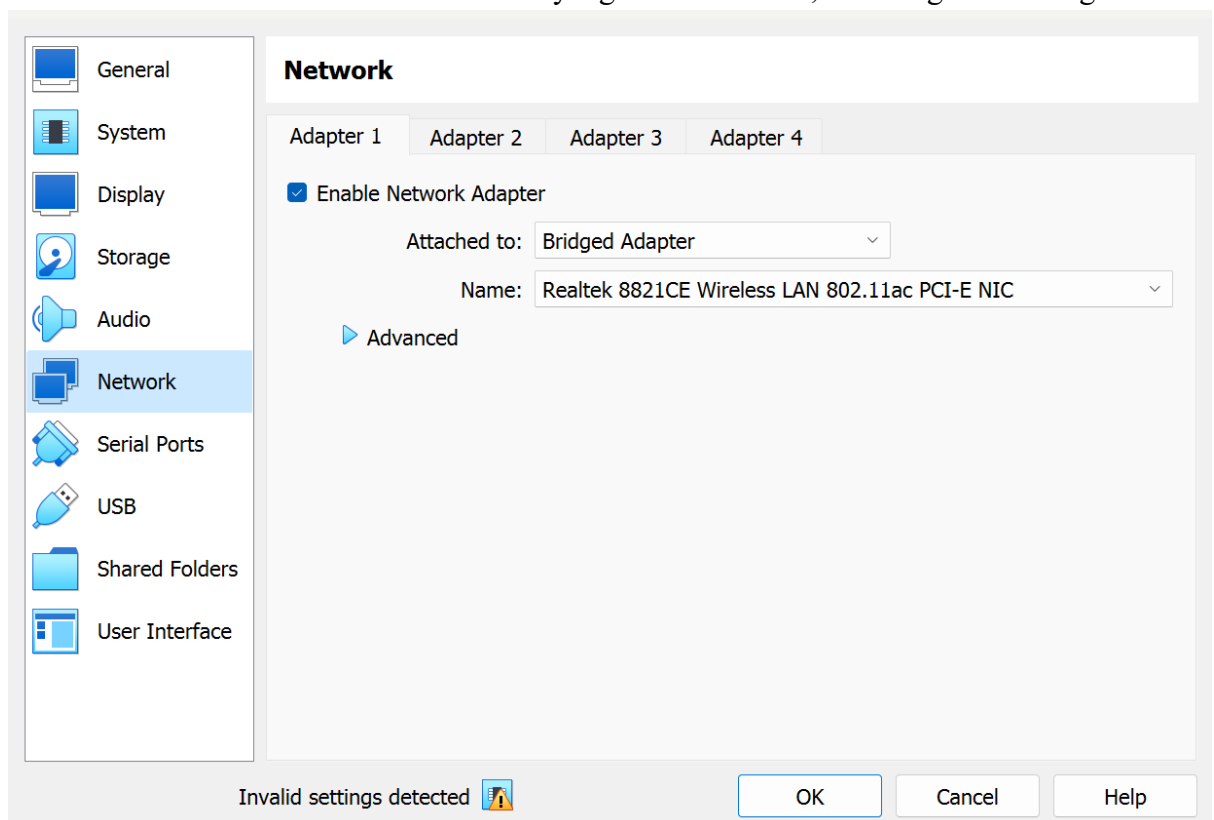 General
System
Display
Storage
Audio
Network
Serial Ports
USB
Shared Folders
User Interface
Network
Adapter 1 Adapter 2 Adapter 3 Adapter 4
Enable Network Adapter
Attached to: Bridged Adapter
Name: Realtek 8821CE Wireless LAN 802.11ac PCI-E NIC
Advanced
Invalid settings detected OK Cancel Help